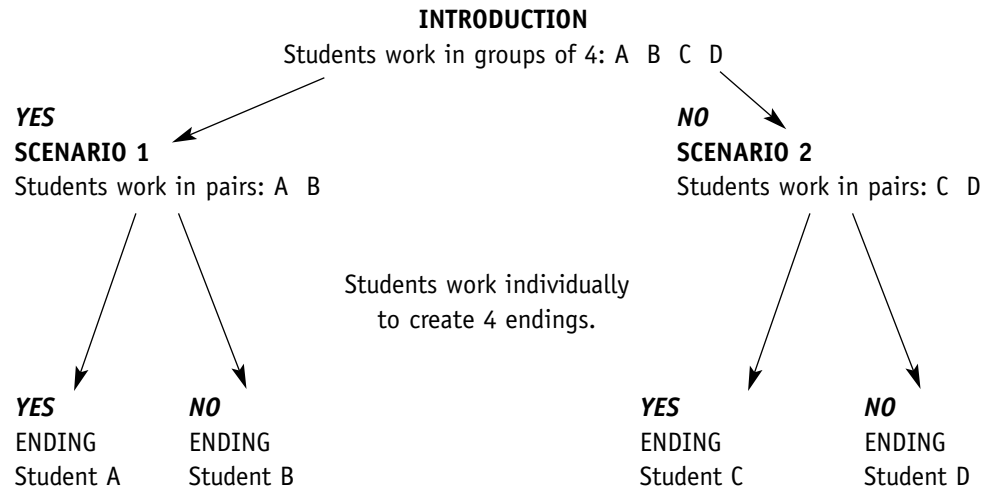 INTRODUCTION
Students work in groups of 4: A B C D
YES
SCENARIO 1
Students work in pairs: A B
NO
SCENARIO 2
Students work in pairs: C D
Students work individually
to create 4 endings.
YES
ENDING
Student A
NO
ENDING
Student B
YES
ENDING
Student C
NO
ENDING
Student D